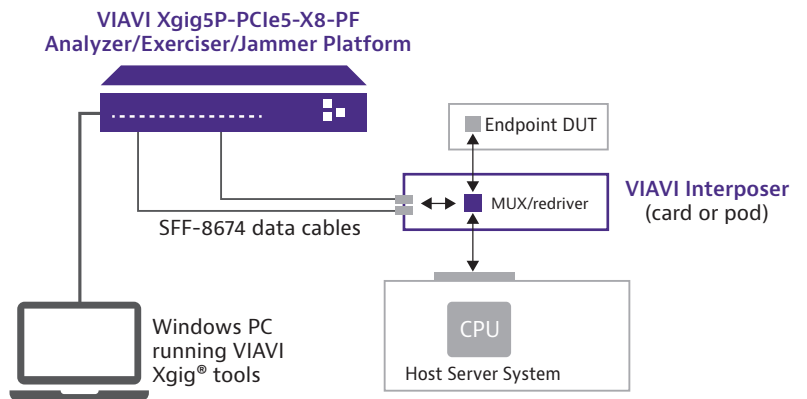 VIAVI Xgig5P-PCIe5-X8-PF
Analyzer/Exerciser/Jammer Platform
Endpoint DUT
MUX/redriver
VIAVI Interposer
(card or pod)
SFF-8674 data cables
Windows PC
running VIAVI
Xgig® tools
CPU
Host Server System